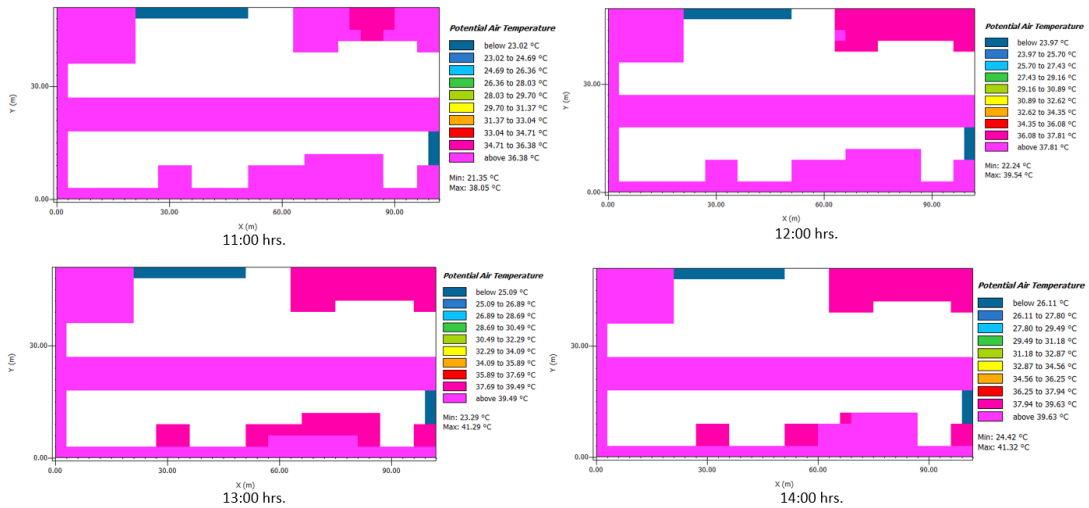 Potential Air Temperature
below 23.02 °C
23.02 to 24.69 °C
24.69 to 26.36 °C
26.36 to 28.03 °C
28.03 to 29.70 °C
29.70 to 31.37 °C
31.37 to 33.04 °C
33.04 to 34.71 °C
34.71 to 36.38 °C
above 36.38 °C
Min: 21.35 °C
Max: 38.05 °C
Y (m)
30.00
0.00
0.00 30.00 60.00 90.00
X (m)
11:00 hrs.
Potential Air Temperature
below 23.97 °C
23.97 to 25.70 °C
25.70 to 27.43 °C
27.43 to 29.16 °C
29.16 to 30.89 °C
30.89 to 32.62 °C
32.62 to 34.35 °C
34.35 to 36.08 °C
36.08 to 37.81 °C
above 37.81 °C
Min: 22.24 °C
Max: 39.54 °C
Y (m)
30.00
0.00
0.00 30.00 60.00 90.00
X (m)
12:00 hrs.
Potential Air Temperature
below 25.09 °C
25.09 to 26.89 °C
26.89 to 28.69 °C
28.69 to 30.49 °C
30.49 to 32.29 °C
32.29 to 34.09 °C
34.09 to 35.89 °C
35.89 to 37.69 °C
37.69 to 39.49 °C
above 39.49 °C
Min: 23.29 °C
Max: 41.29 °C
Y (m)
30.00
0.00
0.00 30.00 60.00 90.00
X (m)
13:00 hrs.
Potential Air Temperature
below 26.11 °C
26.11 to 27.80 °C
27.80 to 29.49 °C
29.49 to 31.18 °C
31.18 to 32.87 °C
32.87 to 34.56 °C
34.56 to 36.25 °C
36.25 to 37.94 °C
37.94 to 39.63 °C
above 39.63 °C
Min: 24.42 °C
Max: 41.32 °C
Y (m)
30.00
0.00
0.00 30.00 60.00 90.00
X (m)
14:00 hrs.